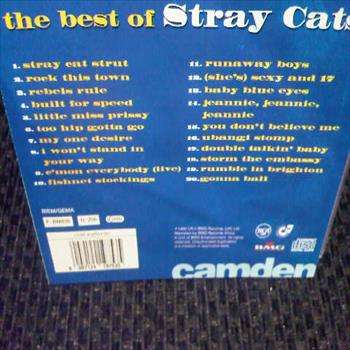 the best of Stray Cats
1. stray cat strut
2. rock this town
3. rebels rule
4. built for speed
5. little miss prissy
6. too hip gotta go
7. my one desire
8. i won't stand in
your way
9. c'mon everybody (live)
10. fishnet stockings
11. runaway boys
12. (she's) sexy and 17
13. baby blue eyes
14. jeannie, jeannie,
jeannie
15. you don't believe me
16. ubangi stomp
17. double talkin' baby
18. storm the embassy
19. rumble in brighton
20. gonna ball
BIEM/GEMA
BMG
camden